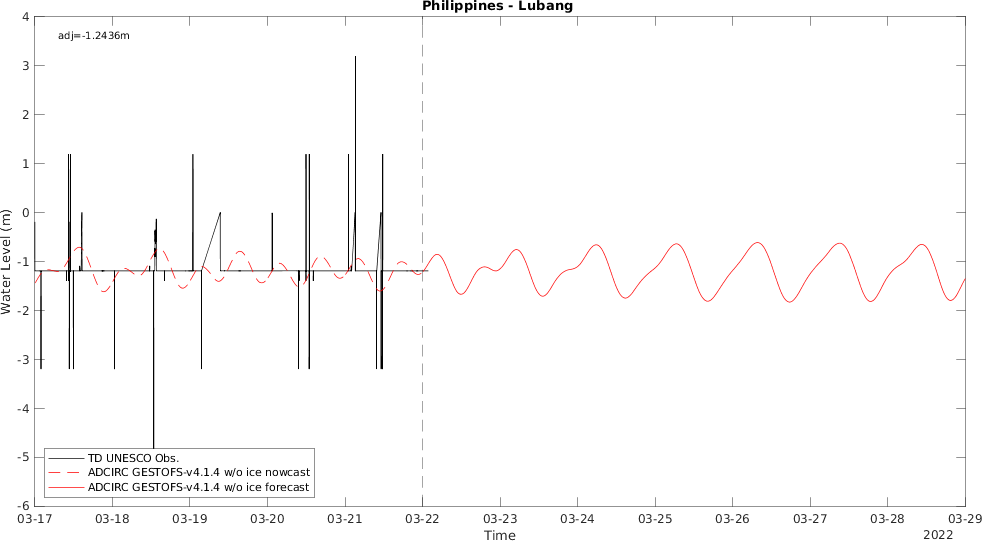 Philippines - Lubang
adj=-1.2436m
Water Level (m)
4
3
2
1
0
-1
-2
-3
-4
-5
-6
TD UNESCO Obs.
ADCIRC GESTOFS-v4.1.4 w/o ice nowcast
ADCIRC GESTOFS-v4.1.4 w/o ice forecast
03-17 03-18 03-19 03-20 03-21 03-22 03-23 03-24 03-25 03-26 03-27 03-28 03-29
Time
2022